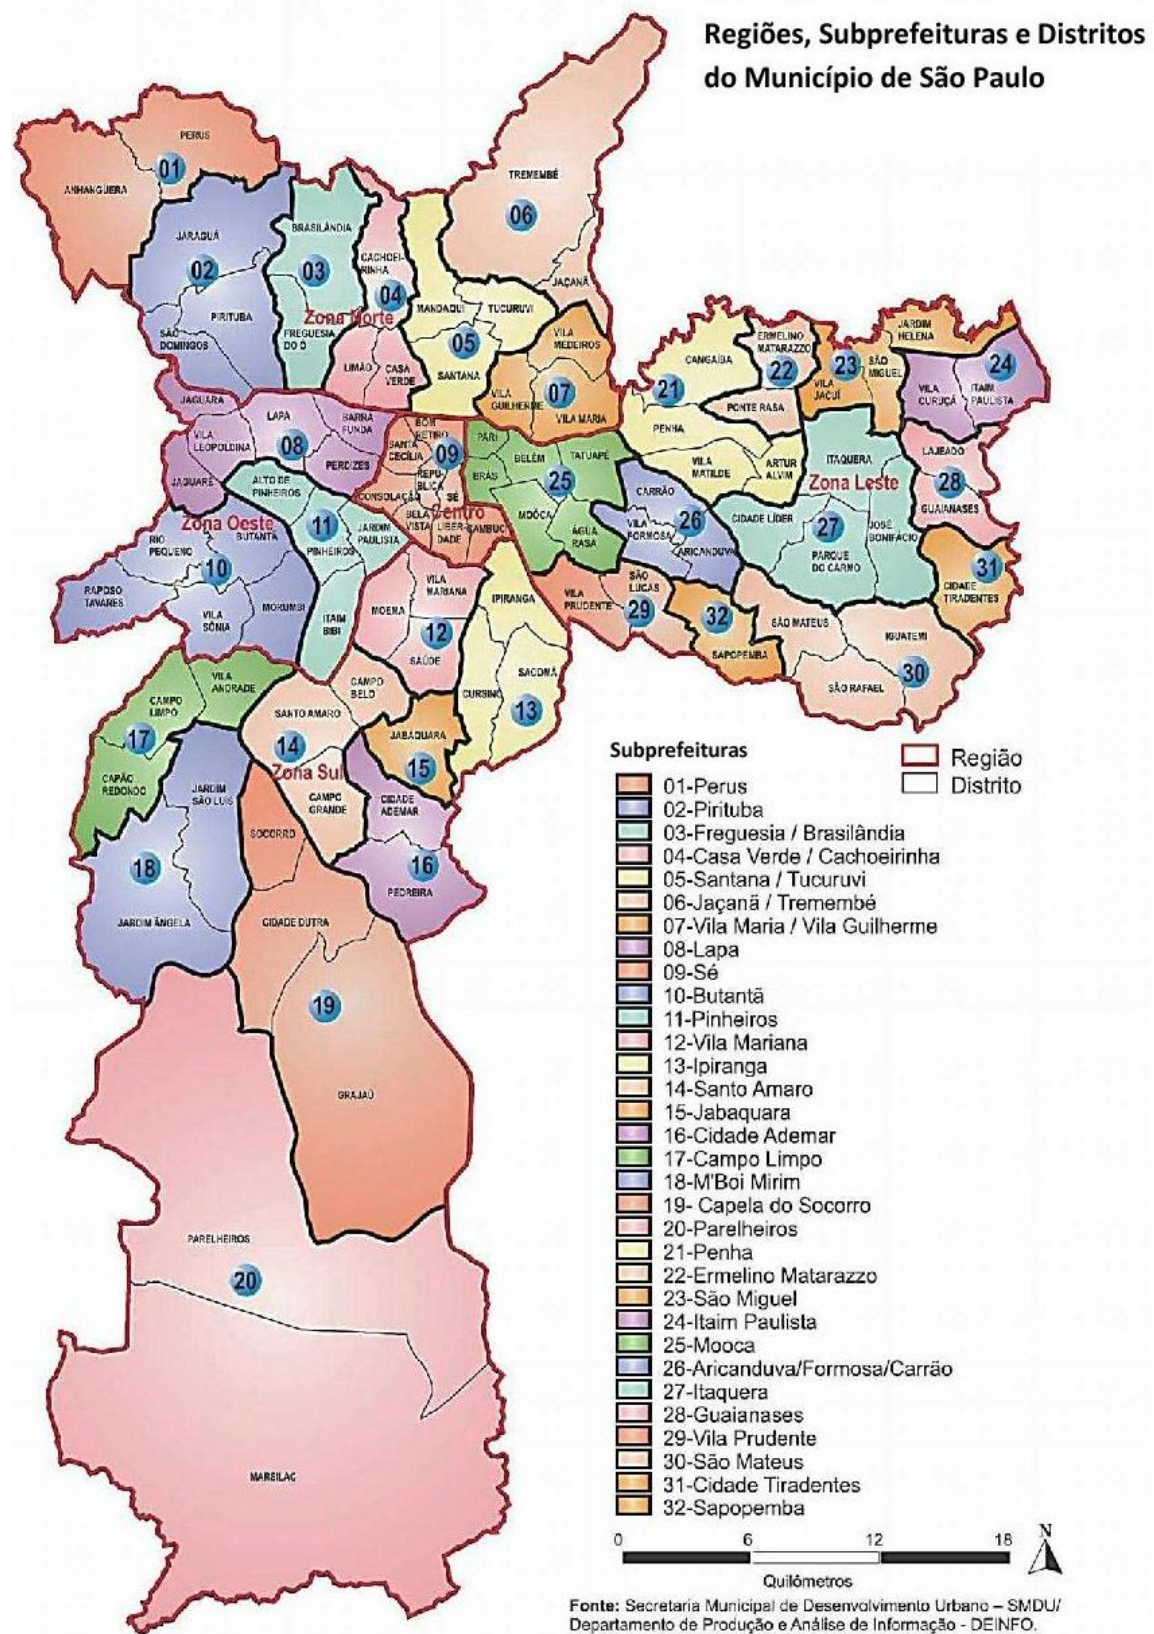 Regiões, Subprefeituras e Distritos
do Município de São Paulo
PERUS
01
ANHANGUERA
TREMEMBÉ
06
JAÇANÃ
JARAGUÁ
02
PIRITUBA
SÃO
DOMINGOS
BRASILÂNDIA
03
FREGUESIA
DO Ó
Zona Norte
CACHOEI-
RINHA
04
LIMÃO
CASA
VERDE
MANDAQUI
TUCURUVI
05
SANTANA
VILA
MEDEIROS
VILA
GUILHERME
07
VILA MARIA
CANGAÍBA
21
PENHA
VILA
MATILDE
ARTUR
ALVIM
ERMELINO
MATARAZZO
22
PONTE RASA
23
VILA
JACUÍ
SÃO
MIGUEL
JARDIM
HELENA
24
VILA
CURUÇÁ
ITAIM
PAULISTA
JAGUARA
LAPA
BARRA
FUNDA
VILA
LEOPOLDINA
08
PERDIZES
JAGUARÉ
BOM
RETIRO
SANTA
CECÍLIA
09
REPÚ-
BLICA
CONSOLAÇÃO
SÉ
BELA
VISTA
LIBER-
DADE
CAMBUCI
Centro
PARI
BELÉM
TATUAPÉ
BRÁS
25
MOÓCA
ÁGUA
RASA
CARRÃO
VILA
FORMOSA
26
ARICANDUVA
ITAQUERA
Zona Leste
CIDADE LÍDER
27
JOSÉ
BONIFÁCIO
PARQUE
DO CARMO
LAJEADO
28
GUAIANASES
31
CIDADE
TIRADENTES
ALTO DE
PINHEIROS
11
PINHEIROS
JARDIM
PAULISTA
ITAIM
BIBI
Zona Oeste
BUTANTÃ
RIO
PEQUENO
10
RAPOSO
TAVARES
VILA
SÔNIA
MORUMBI
VILA
MARIANA
MOEMA
12
SAÚDE
IPIRANGA
SACOMÃ
CURSINO
13
VILA
PRUDENTE
SÃO
LUCAS
29
32
SAPOPEMBA
SÃO MATEUS
IGUATEMI
SÃO RAFAEL
30
VILA
ANDRADE
CAMPO
LIMPO
17
CAPÃO
REDONDO
CAMPO
BELO
SANTO AMARO
14
Zona Sul
CAMPO
GRANDE
JABAQUARA
15
CIDADE
ADEMAR
16
PEDREIRA
JARDIM
SÃO LUÍS
18
JARDIM ÂNGELA
SOCORRO
CIDADE DUTRA
19
GRAJAÚ
PARELHEIROS
20
MARSILAC
Subprefeituras
01-Perus
02-Pirituba
03-Freguesia / Brasilândia
04-Casa Verde / Cachoeirinha
05-Santana / Tucuruvi
06-Jaçanã / Tremembé
07-Vila Maria / Vila Guilherme
08-Lapa
09-Sé
10-Butantã
11-Pinheiros
12-Vila Mariana
13-Ipiranga
14-Santo Amaro
15-Jabaquara
16-Cidade Ademar
17-Campo Limpo
18-M'Boi Mirim
19- Capela do Socorro
20-Parelheiros
21-Penha
22-Ermelino Matarazzo
23-São Miguel
24-Itaim Paulista
25-Mooca
26-Aricanduva/Formosa/Carrão
27-Itaquera
28-Guaianases
29-Vila Prudente
30-São Mateus
31-Cidade Tiradentes
32-Sapopemba
Região
Distrito
0 6 12 18
Quilômetros
N
Fonte: Secretaria Municipal de Desenvolvimento Urbano – SMDU/
Departamento de Produção e Análise de Informação - DEINFO.